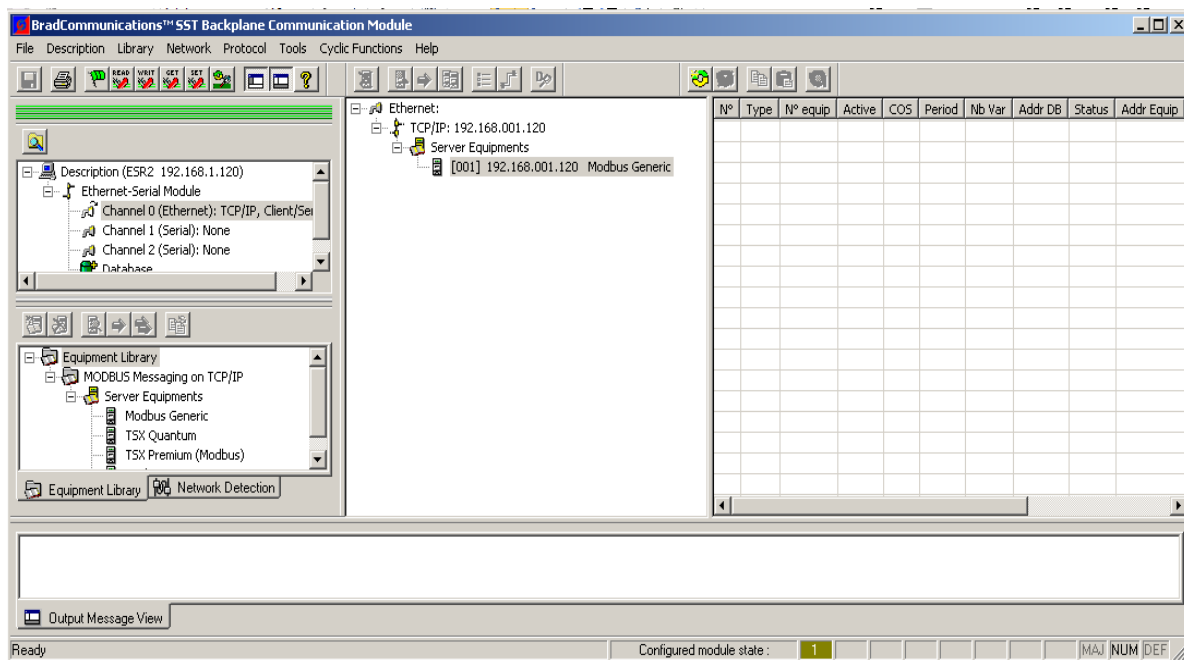 BradCommunications™ SST Backplane Communication Module
File Description Library Network Protocol Tools Cyclic Functions Help
READ WRIT GET SET
Description (ESR2 192.168.1.120)
Ethernet-Serial Module
Channel 0 (Ethernet): TCP/IP, Client/Ser
Channel 1 (Serial): None
Channel 2 (Serial): None
Database
Equipment Library
MODBUS Messaging on TCP/IP
Server Equipments
Modbus Generic
TSX Quantum
TSX Premium (Modbus)
Equipment Library Network Detection
Ethernet:
TCP/IP: 192.168.001.120
Server Equipments
[001] 192.168.001.120 Modbus Generic
N° Type N° equip Active COS Period Nb Var Addr DB Status Addr Equip
Output Message View
Ready Configured module state : 1 MAJ NUM DEF